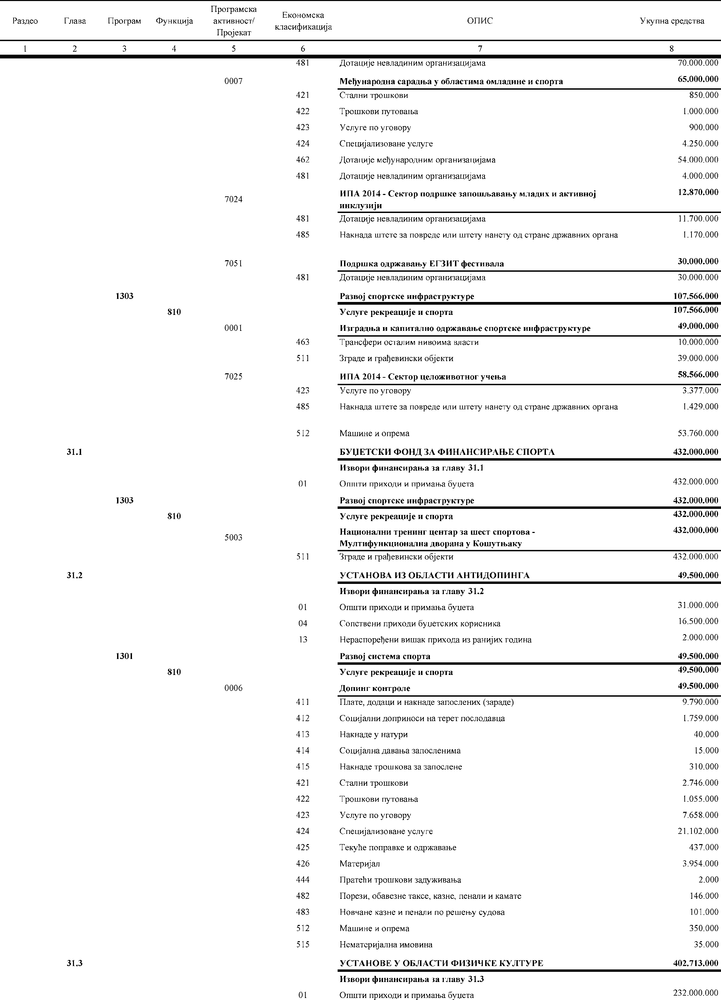 Раздео Глава Програм Функција Програмска активност/ Пројекат Економска класификација ОПИС Укупна средства
1 2 3 4 5 6 7 8
481 Дотације невладиним организацијама 70.000.000
0007 Међународна сарадња у областима омладине и спорта 65.000.000
421 Стални трошкови 850.000
422 Трошкови путовања 1.000.000
423 Услуге по уговору 900.000
424 Специјализоване услуге 4.250.000
462 Дотације међународним организацијама 54.000.000
481 Дотације невладиним организацијама 4.000.000
7024 ИПА 2014 - Сектор подршке запошљавању младих и активној 12.870.000
инклузији
481 Дотације невладиним организацијама 11.700.000
485 Накнада штете за повреде или штету нанету од стране државних органа 1.170.000
7051 Подршка одржавању ЕГЗИТ фестивала 30.000.000
481 Дотације невладиним организацијама 30.000.000
1303 Развој спортске инфраструктуре 107.566.000
810 Услуге рекреације и спорта 107.566.000
0001 Изградња и капитално одржавање спортске инфраструктуре 49.000.000
463 Трансфери осталим нивоима власти 10.000.000
511 Зграде и грађевински објекти 39.000.000
7025 ИПА 2014 - Сектор целоживотног учења 58.566.000
423 Услуге по уговору 3.377.000
485 Накнада штете за повреде или штету нанету од стране државних органа 1.429.000
512 Машине и опрема 53.760.000
31.1 БУЏЕТСКИ ФОНД ЗА ФИНАНСИРАЊЕ СПОРТА 432.000.000
Извори финансирања за главу 31.1
01 Општи приходи и примања буџета 432.000.000
1303 Развој спортске инфраструктуре 432.000.000
810 Услуге рекреације и спорта 432.000.000
5003 Национални тренинг центар за шест спортова - 432.000.000
Мултифункционална дворана у Кошутњаку
511 Зграде и грађевински објекти 432.000.000
31.2 УСТАНОВА ИЗ ОБЛАСТИ АНТИДОПИНГА 49.500.000
Извори финансирања за главу 31.2
01 Општи приходи и примања буџета 31.000.000
04 Сопствени приходи буџетских корисника 16.500.000
13 Нераспоређени вишак прихода из ранијих година 2.000.000
1301 Развој система спорта 49.500.000
810 Услуге рекреације и спорта 49.500.000
0006 Допинг контроле 49.500.000
411 Плате, додаци и накнаде запослених (зараде) 9.790.000
412 Социјални доприноси на терет послодавца 1.759.000
413 Накнаде у натури 40.000
414 Социјална давања запосленима 15.000
415 Накнаде трошкова за запослене 310.000
421 Стални трошкови 2.746.000
422 Трошкови путовања 1.055.000
423 Услуге по уговору 7.658.000
424 Специјализоване услуге 21.102.000
425 Текуће поправке и одржавање 437.000
426 Материјал 3.954.000
444 Пратећи трошкови задуживања 2.000
482 Порези, обавезне таксе, казне, пенали и камате 146.000
483 Новчане казне и пенали по решењу судова 101.000
512 Машине и опрема 350.000
515 Нематеријална имовина 35.000
31.3 УСТАНОВЕ У ОБЛАСТИ ФИЗИЧКЕ КУЛТУРЕ 402.713.000
Извори финансирања за главу 31.3
01 Општи приходи и примања буџета 232.000.000